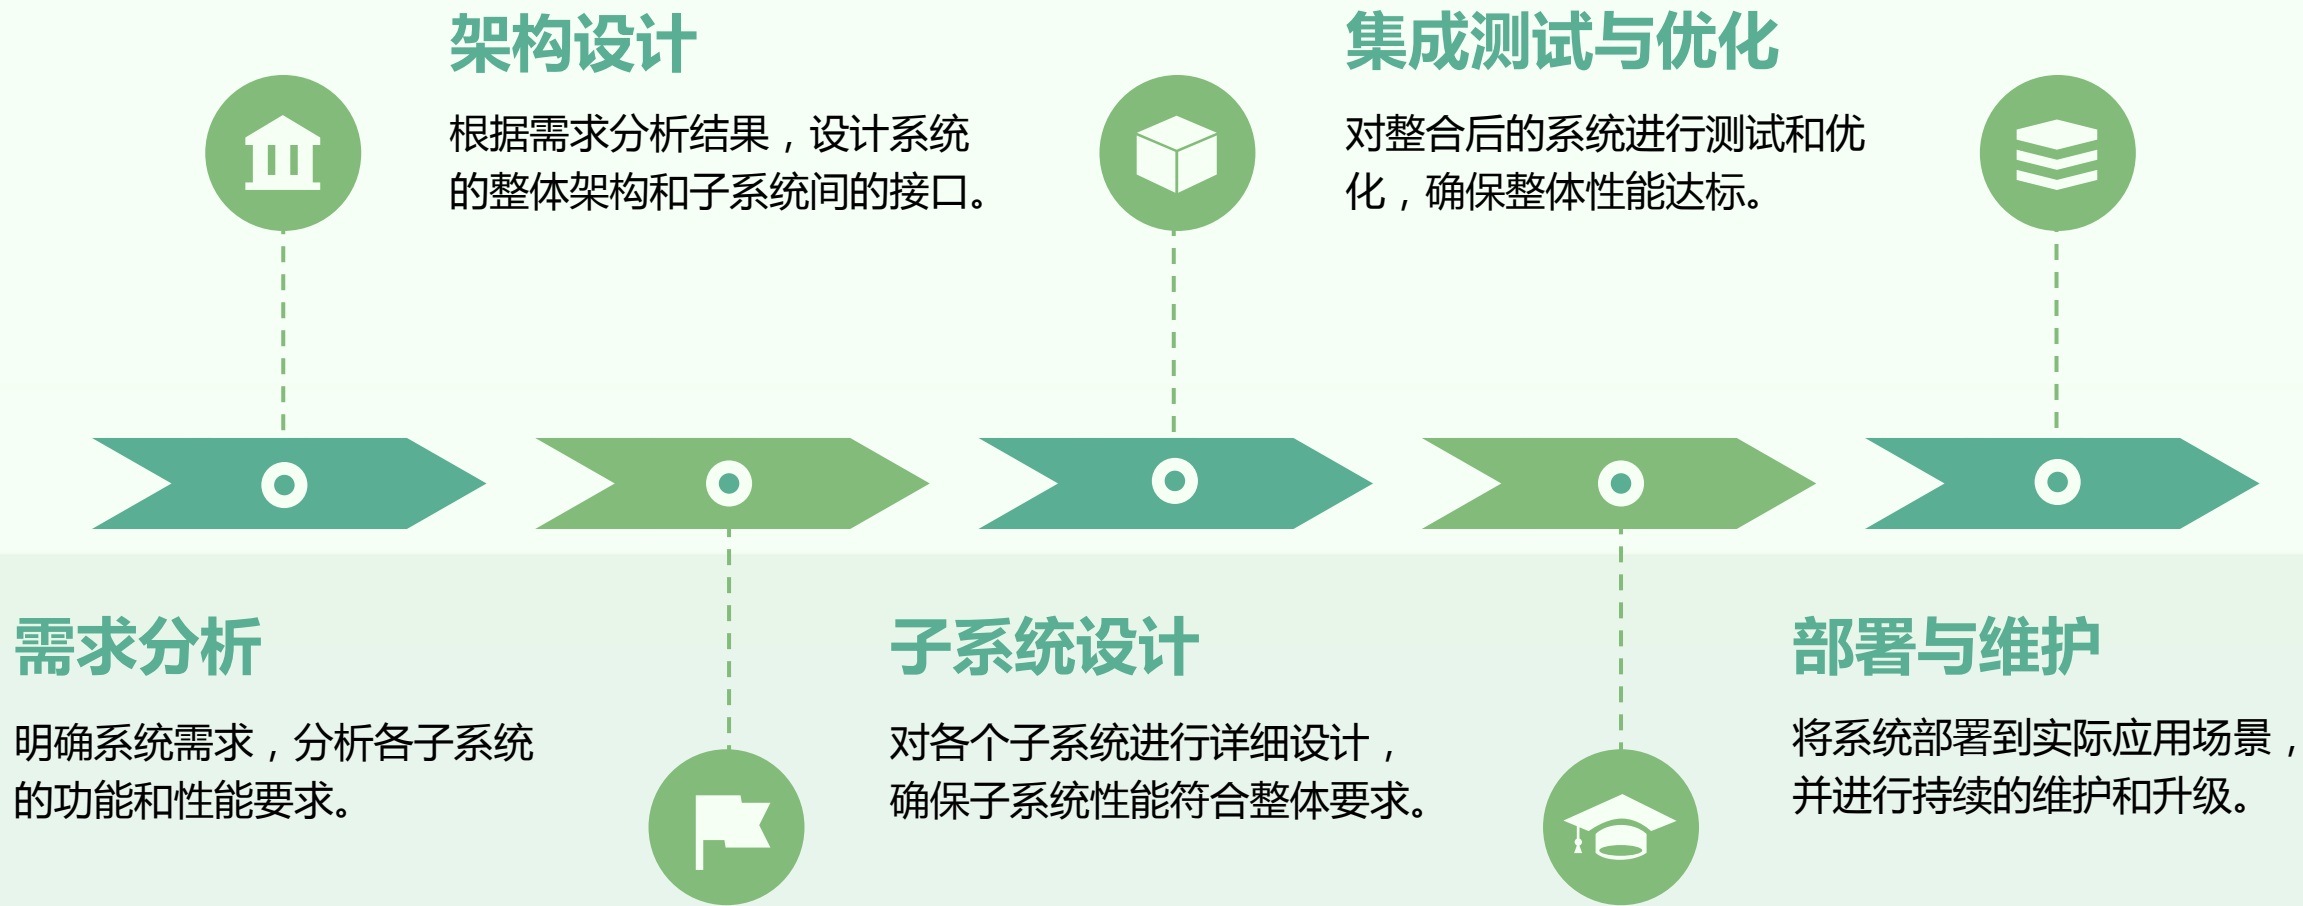 架构设计
根据需求分析结果，设计系统
的整体架构和子系统间的接口。
集成测试与优化
对整合后的系统进行测试和优
化，确保整体性能达标。
需求分析
明确系统需求，分析各子系统
的功能和性能要求。
子系统设计
对各个子系统进行详细设计，
确保子系统性能符合整体要求。
部署与维护
将系统部署到实际应用场景，
并进行持续的维护和升级。